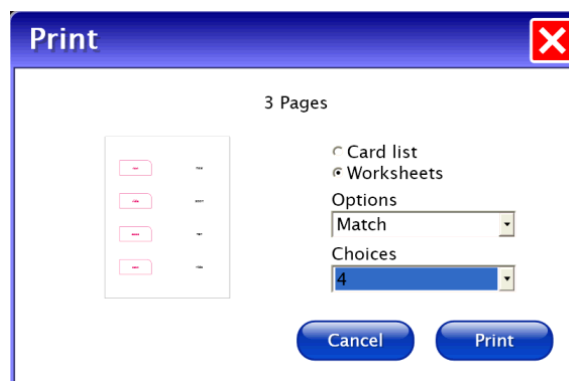 Print
3 Pages
Card list
Worksheets
Options
Match
Choices
4
Cancel
Print